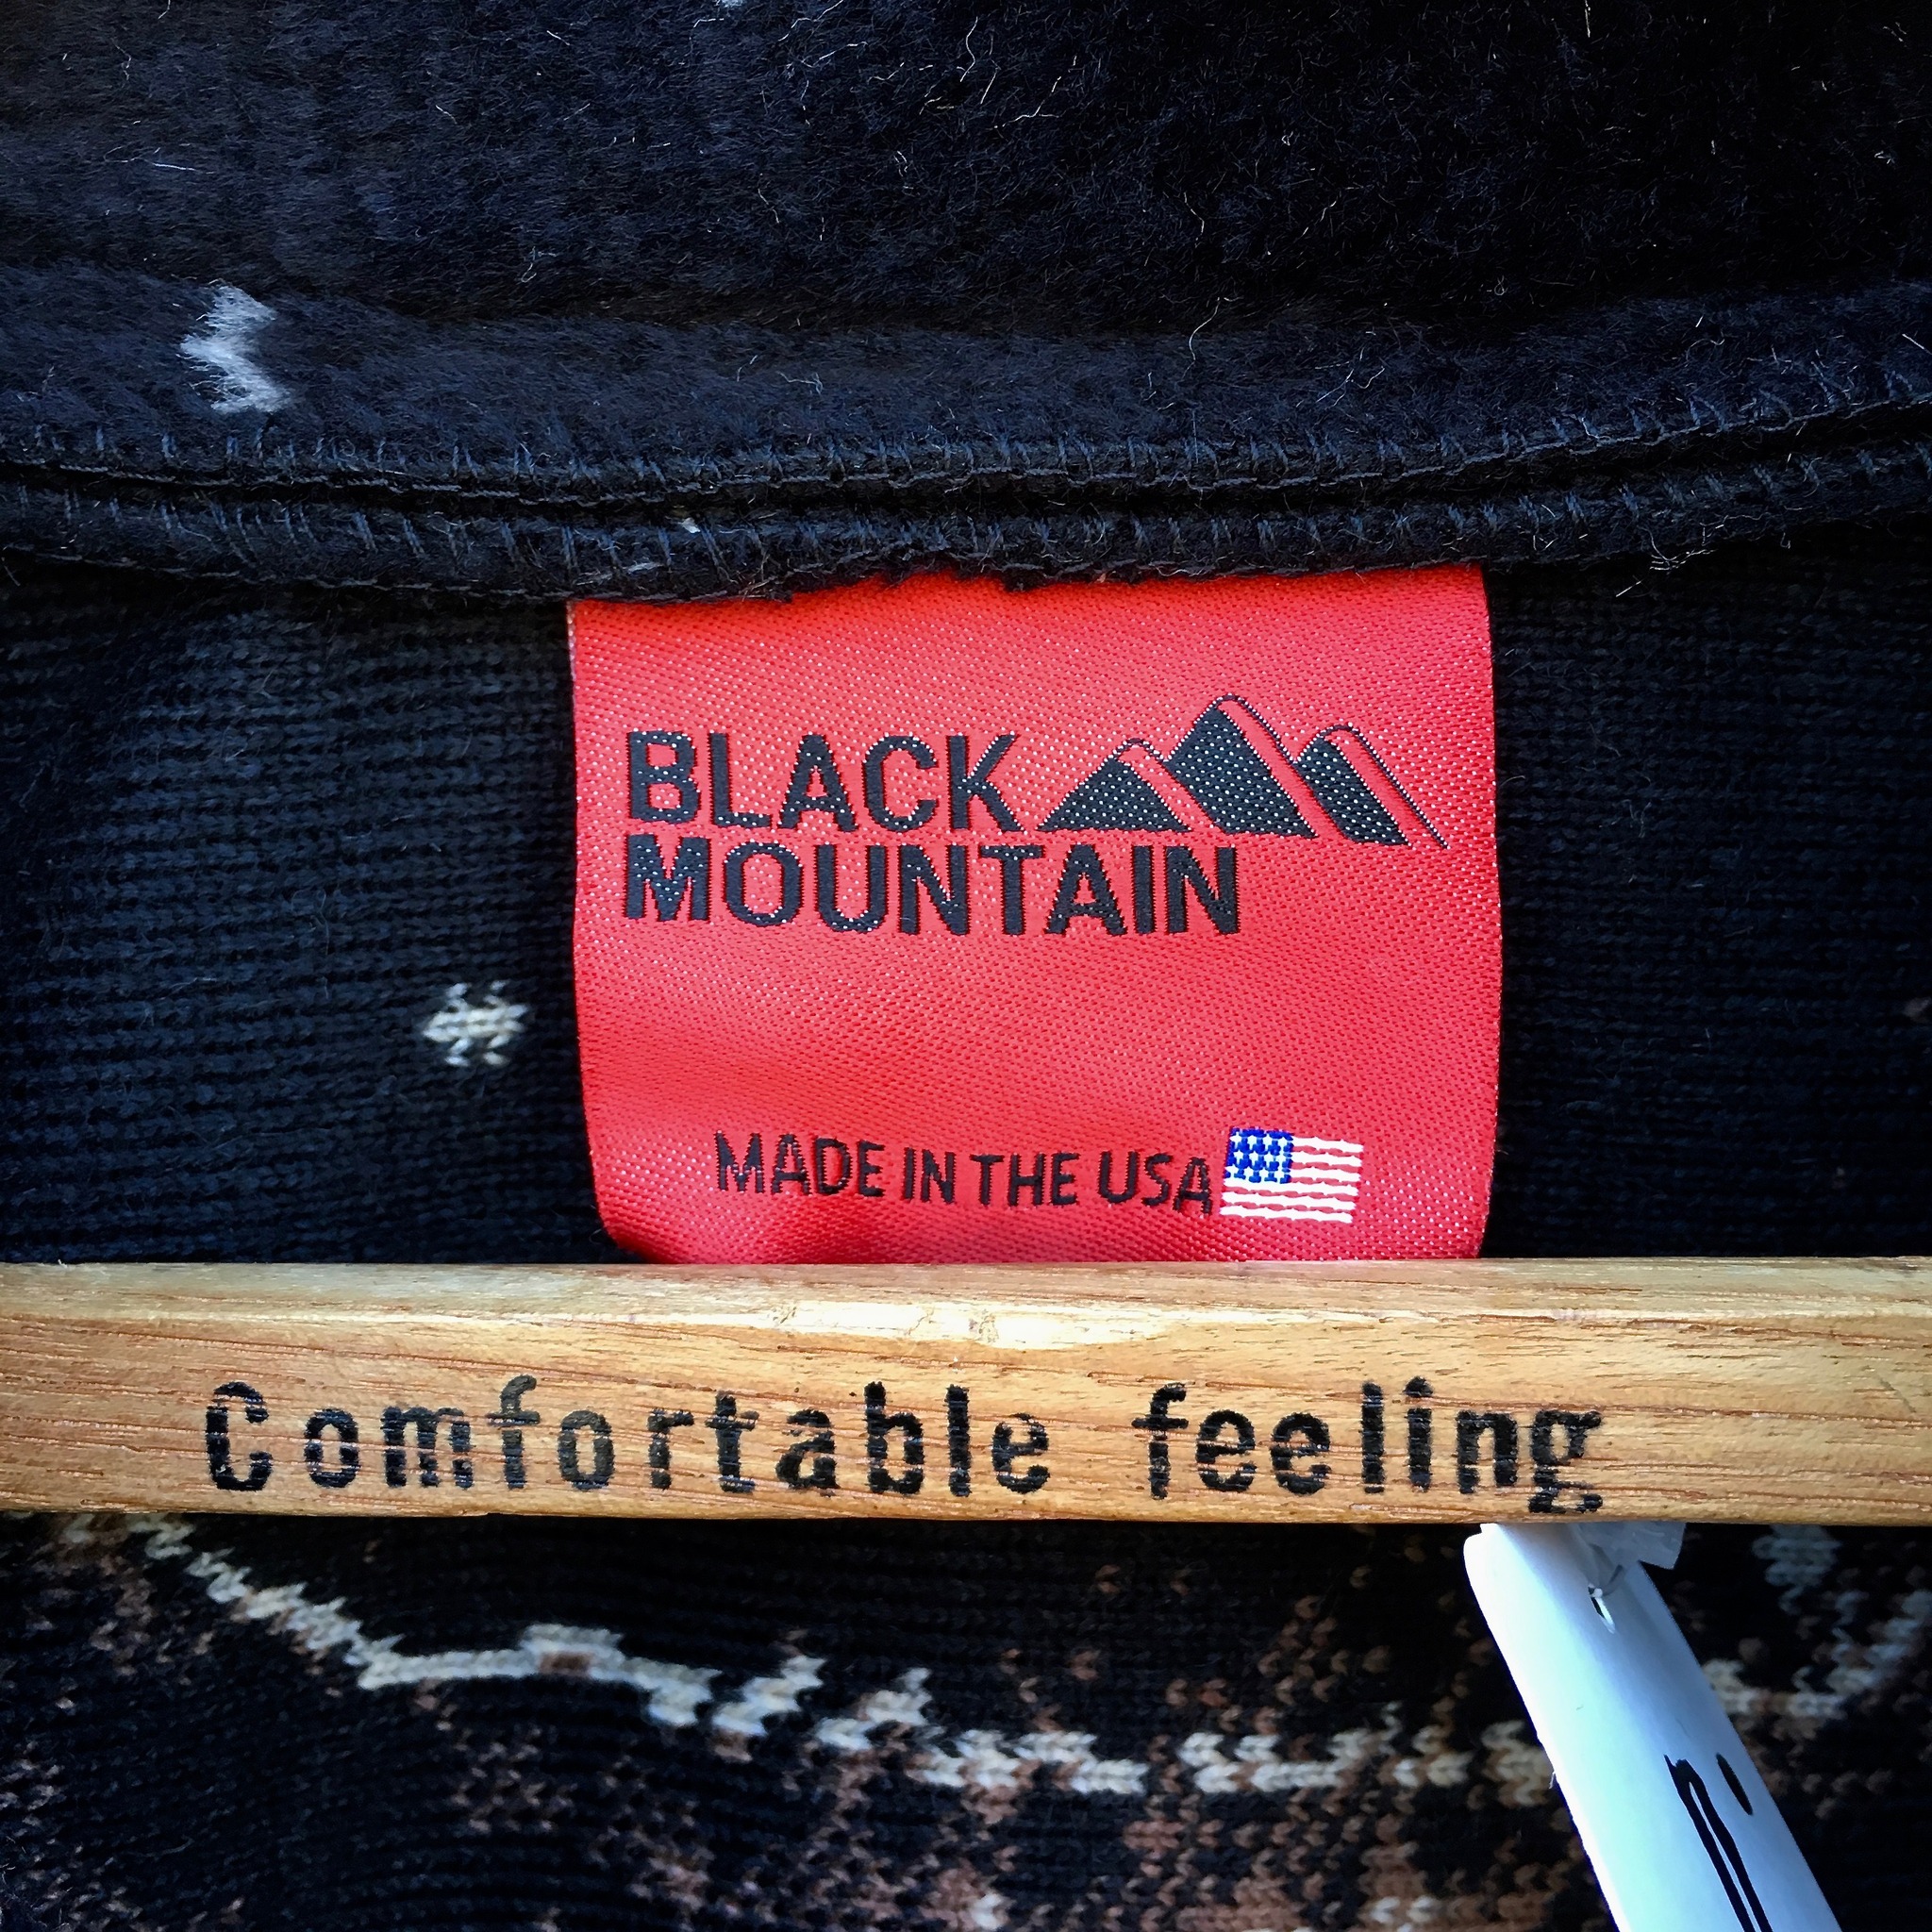 BLACK
MOUNTAIN
MADE IN THE USA
Comfortable feeling